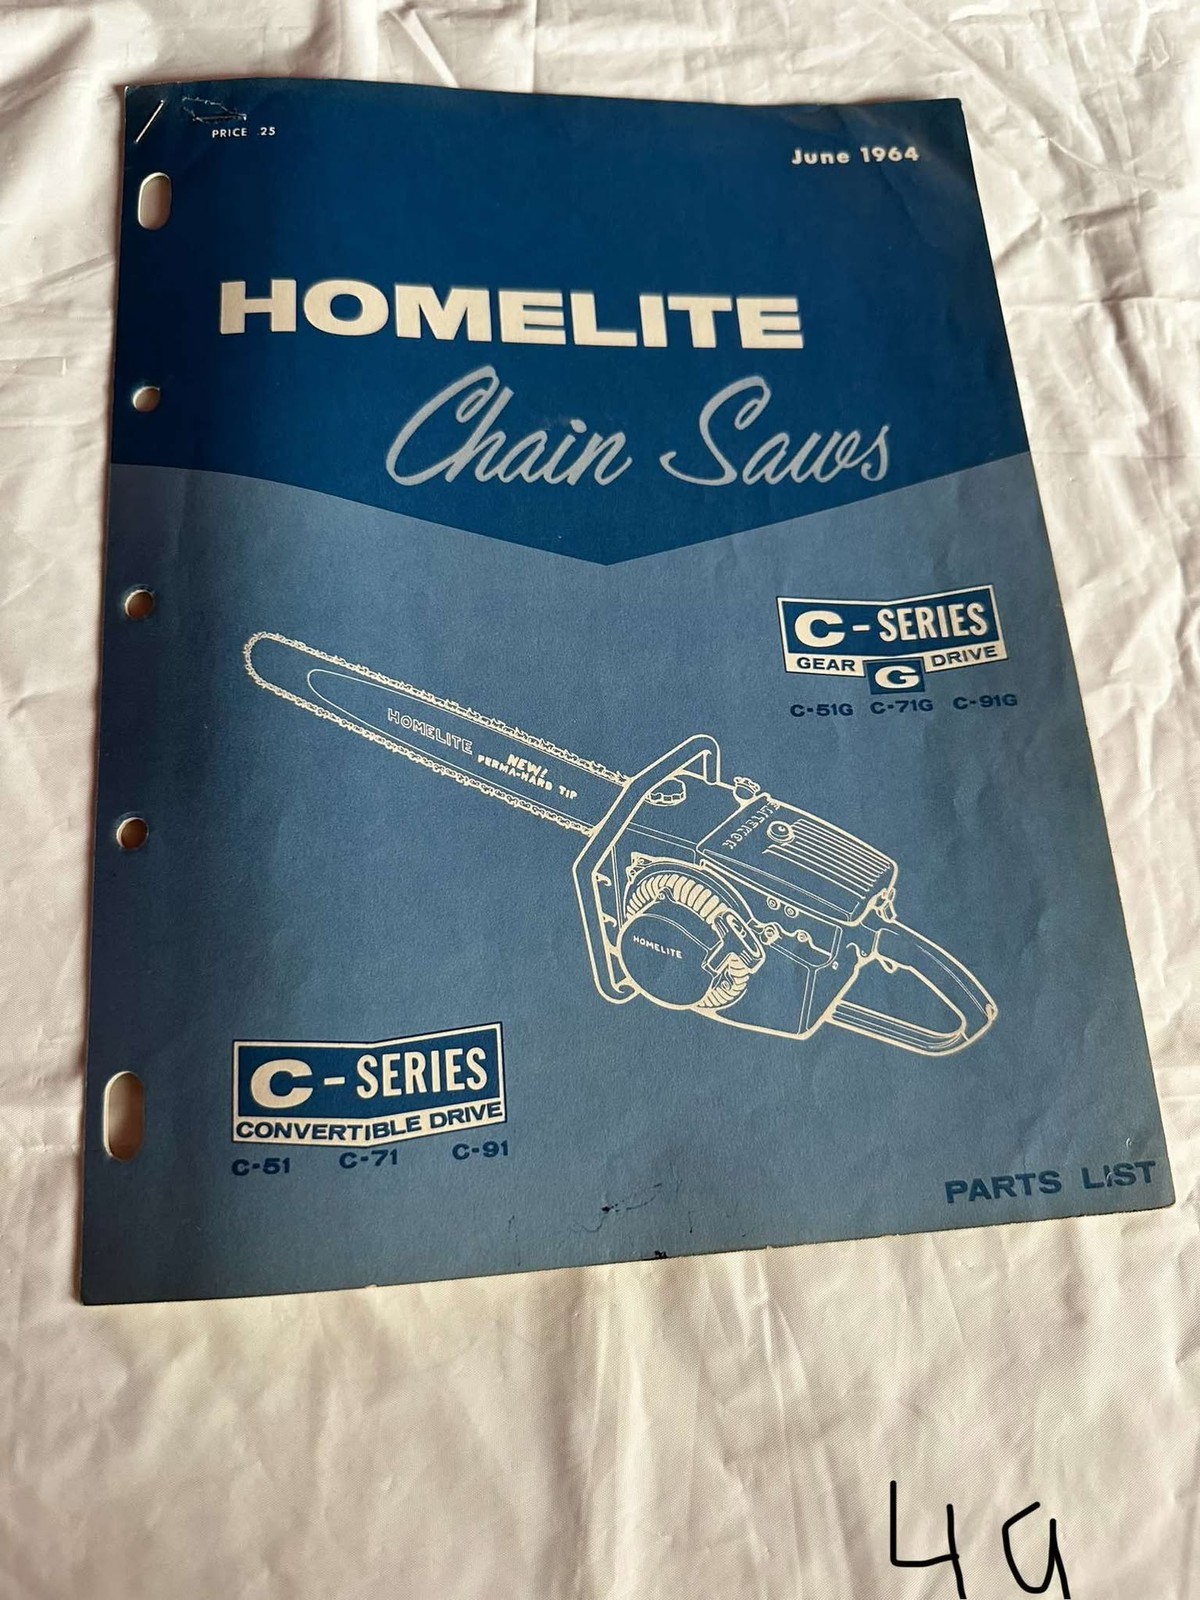 PRICE .25
June 1964
HOMELITE
Chain Saws
C-SERIES
GEAR G DRIVE
C-51G C-71G C-91G
HOMELITE NEW!
PERMA-HARD TIP
HOMELITE
HOMELITE
C-SERIES
CONVERTIBLE DRIVE
C-51 C-71 C-91
PARTS LIST
49